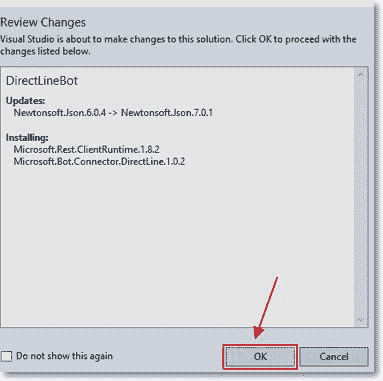 Review Changes
Visual Studio is about to make changes to this solution. Click OK to proceed with the
changes listed below.
DirectLineBot
Updates:
Newtonsoft.Json.6.0.4 -> Newtonsoft.Json.7.0.1
Installing:
Microsoft.Rest.ClientRuntime.1.8.2
Microsoft.Bot.Connector.DirectLine.1.0.2
Do not show this again
OK
Cancel